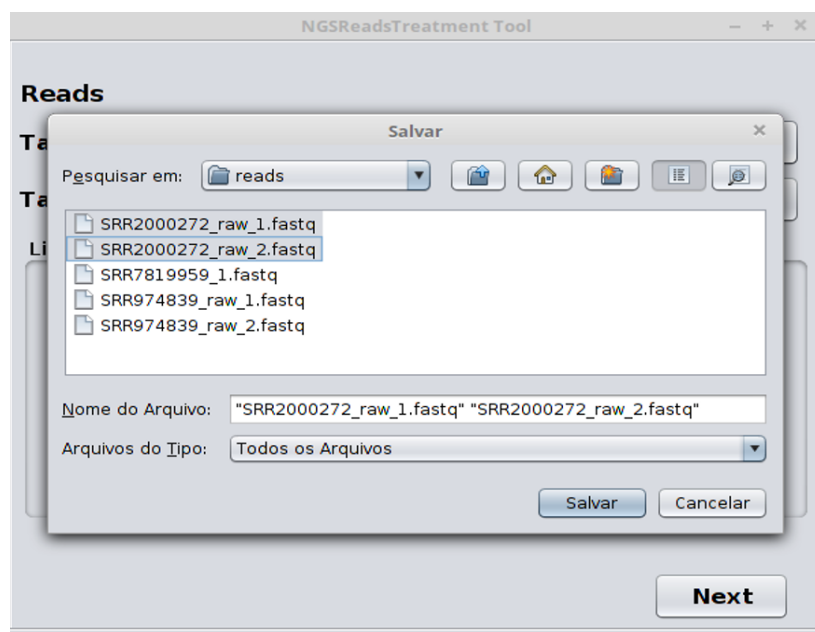 NGSReadsTreatment Tool
Reads
Salvar
Ta
Pesquisar em: reads
Ta
SRR2000272_raw_1.fastq
Li
SRR2000272_raw_2.fastq
SRR7819959_1.fastq
SRR974839_raw_1.fastq
SRR974839_raw_2.fastq
Nome do Arquivo: "SRR2000272_raw_1.fastq" "SRR2000272_raw_2.fastq"
Arquivos do Tipo: Todos os Arquivos
Salvar Cancelar
Next